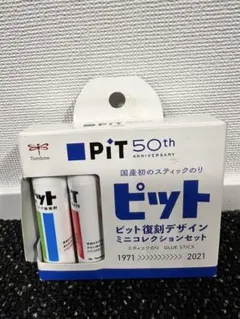 PiT 50th
ANNIVERSARY
Tombow
国産初のスティックのり
ピット
ピット復刻デザイン
ミニコレクションセット
スティックのり GLUE STICK
1971 >>>>>>>>>>> 2021
ット